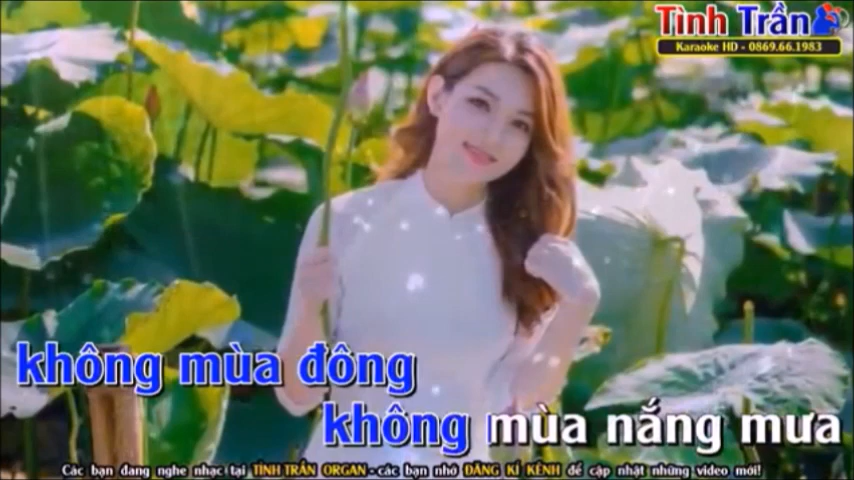 Tình Trần
Karaoke HD - 0869.66.1983
không mùa đông
không mùa nắng mưa
Các bạn đang nghe nhạc tại TÌNH TRẦN ORGAN - các bạn nhớ ĐĂNG KÍ KÊNH để cập nhật những video mới!